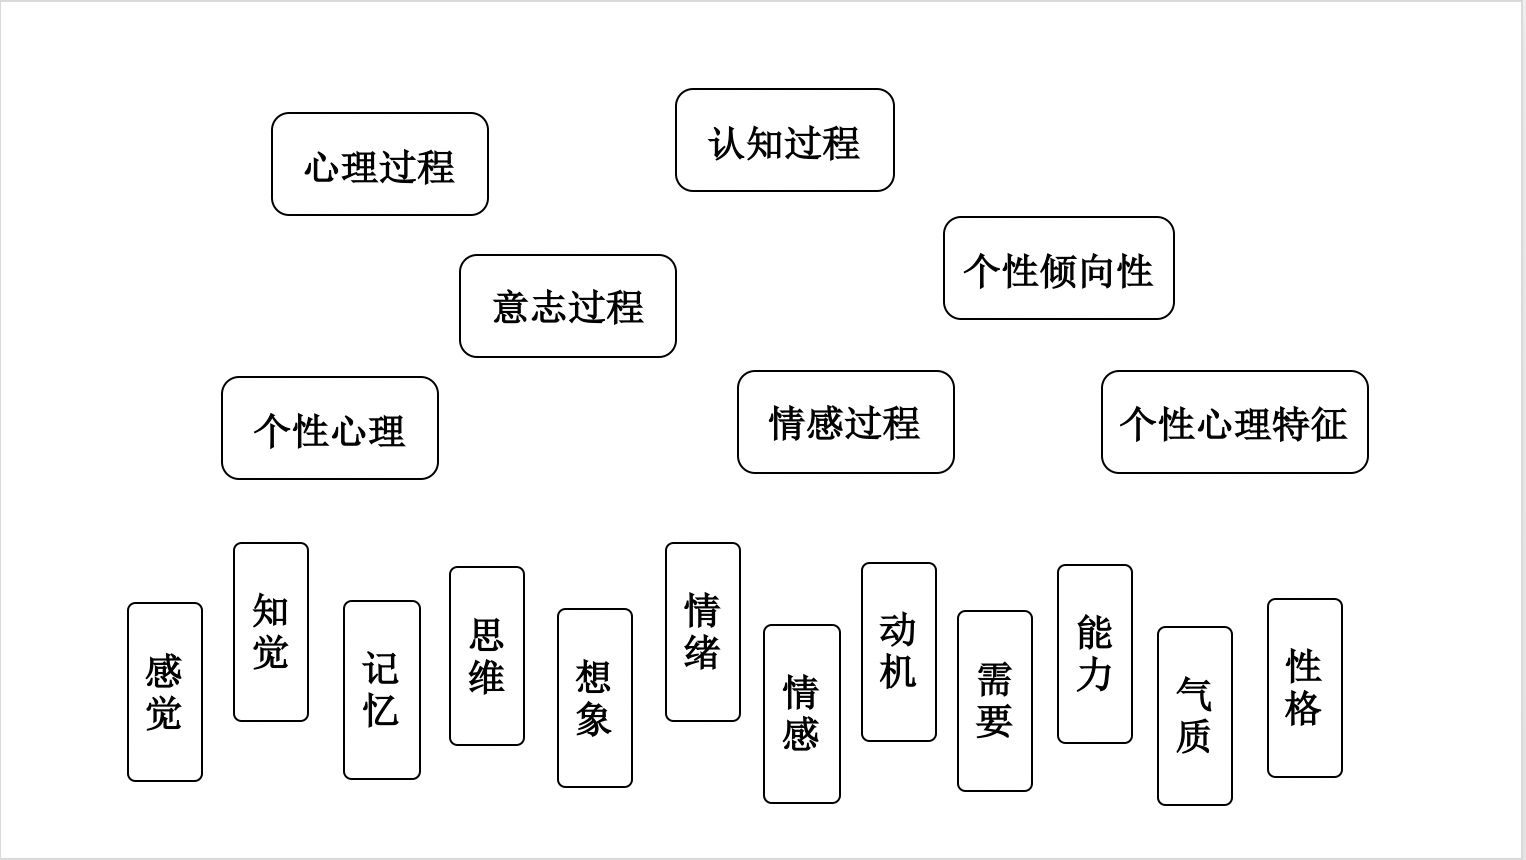 心理过程
认知过程
个性倾向性
意志过程
个性心理
情感过程
个性心理特征
感觉
知觉
记忆
思维
想象
情绪
情感
动机
需要
能力
气质
性格